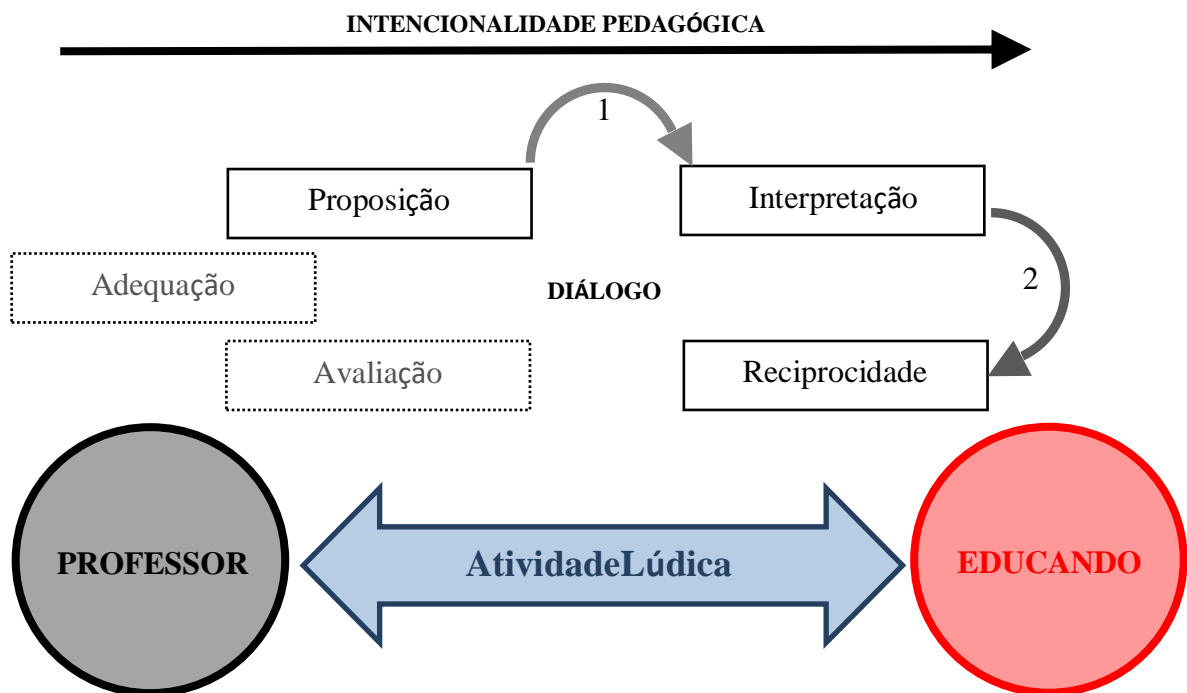 INTENCIONALIDADE PEDAGÓGICA
1
Proposição
Interpretação
Adequação
DIÁLOGO
2
Avaliação
Reciprocidade
PROFESSOR
AtividadeLúdica
EDUCANDO